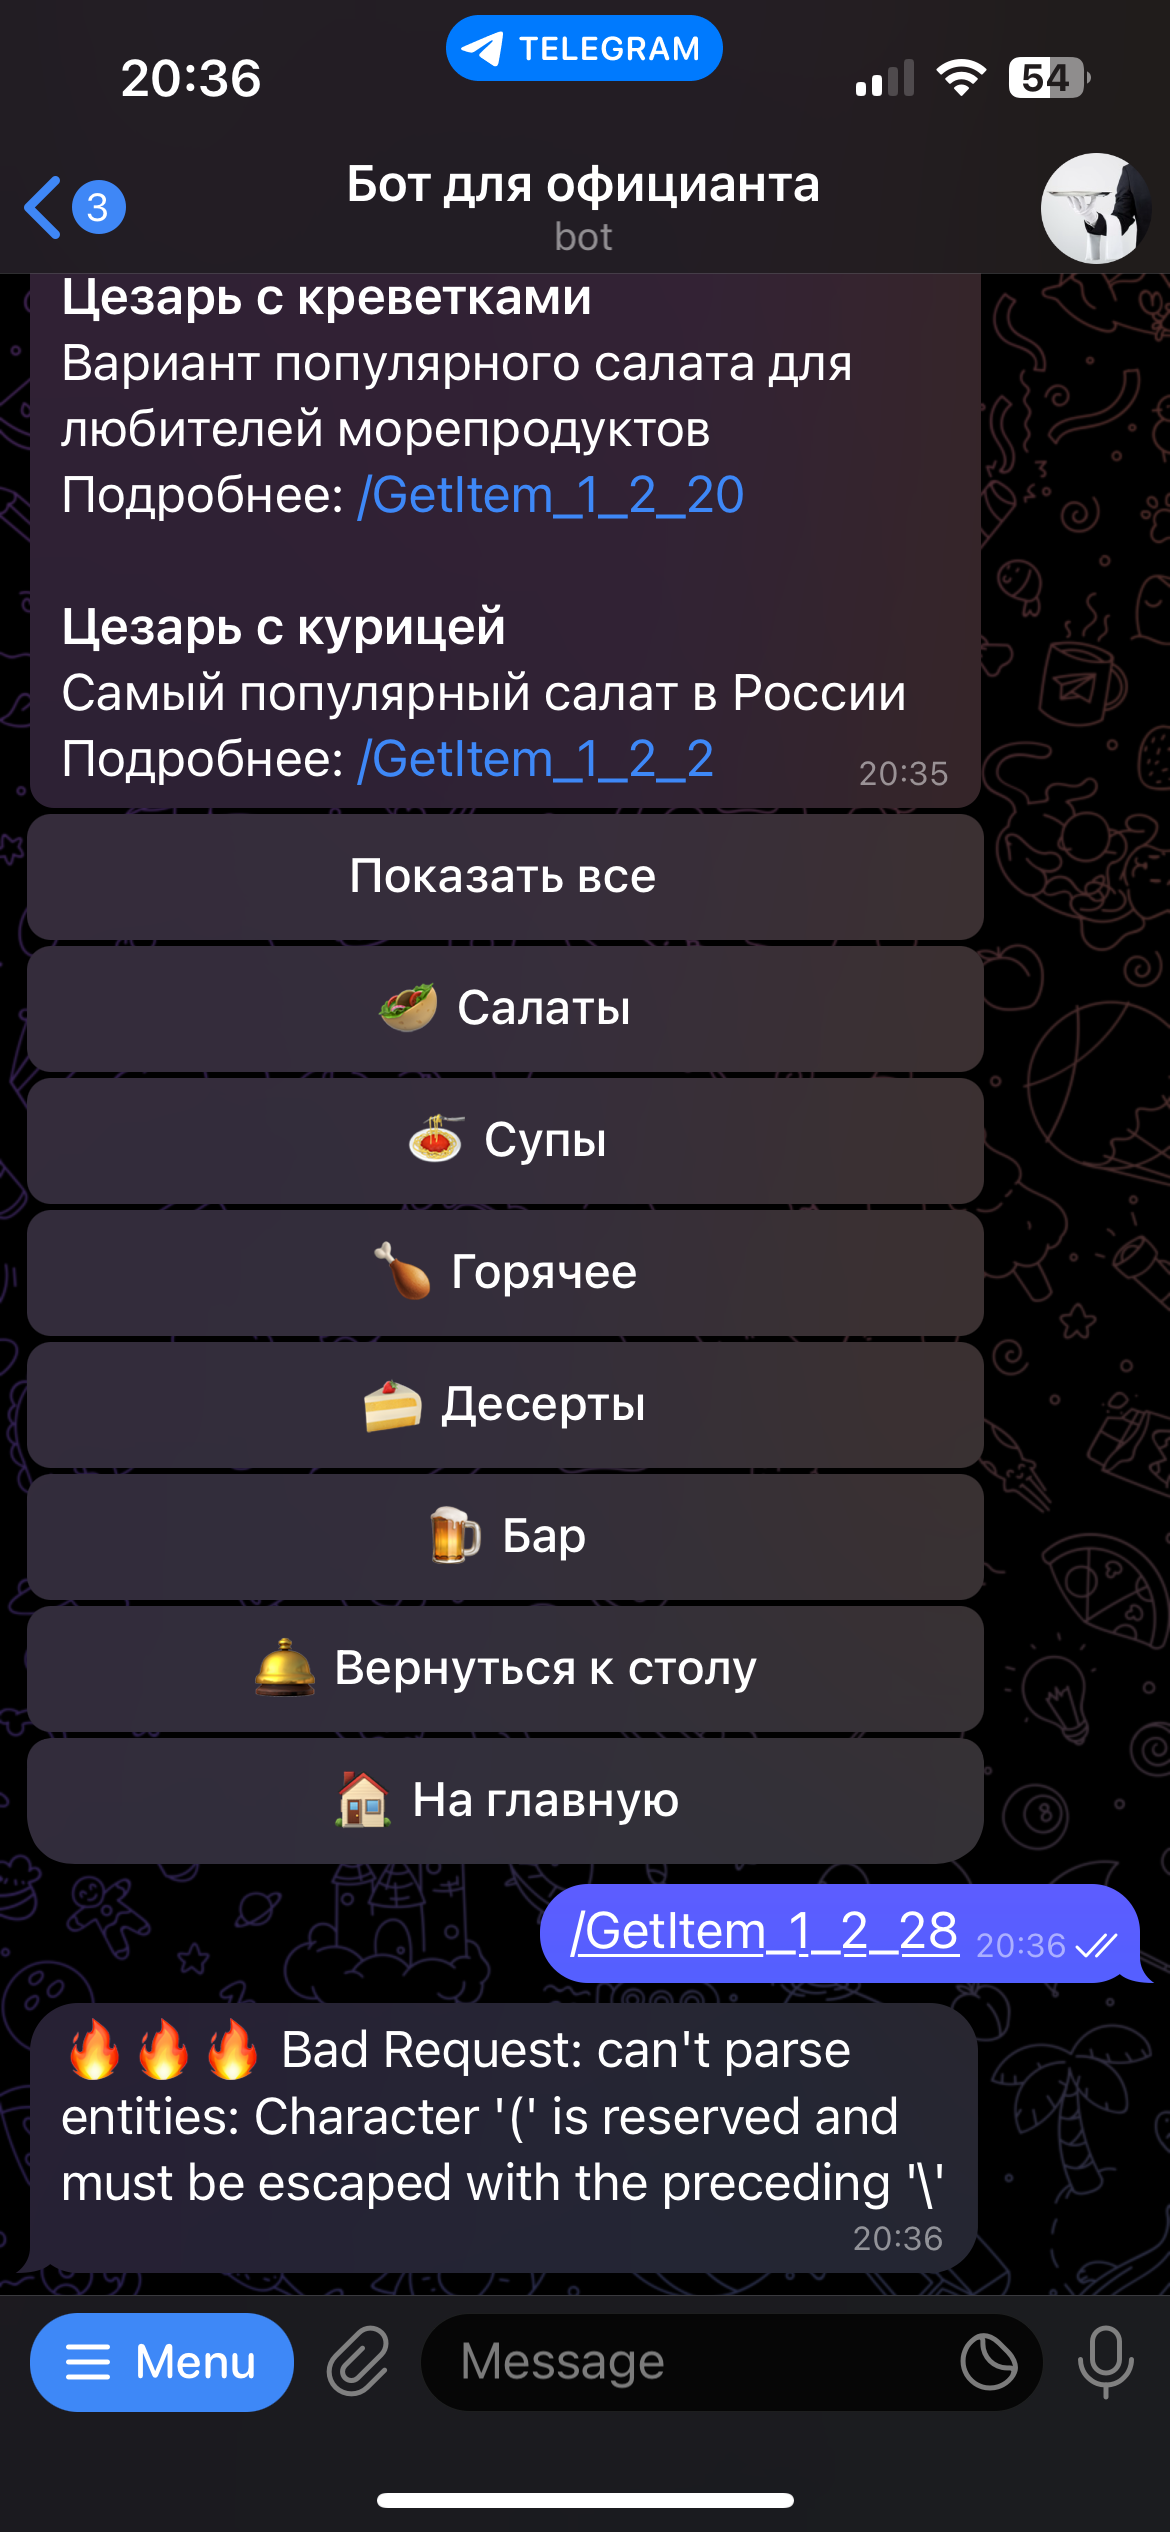 20:36
TELEGRAM
54
3
Бот для официанта
bot
Цезарь с креветками
Вариант популярного салата для
любителей морепродуктов
Подробнее: /GetItem_1_2_20
Цезарь с курицей
Самый популярный салат в России
Подробнее: /GetItem_1_2_2
20:35
Показать все
Салаты
Супы
Горячее
Десерты
Бар
Вернуться к столу
На главную
/GetItem_1_2_28 20:36
Bad Request: can't parse
entities: Character '(' is reserved and
must be escaped with the preceding '\'
20:36
Menu
Message